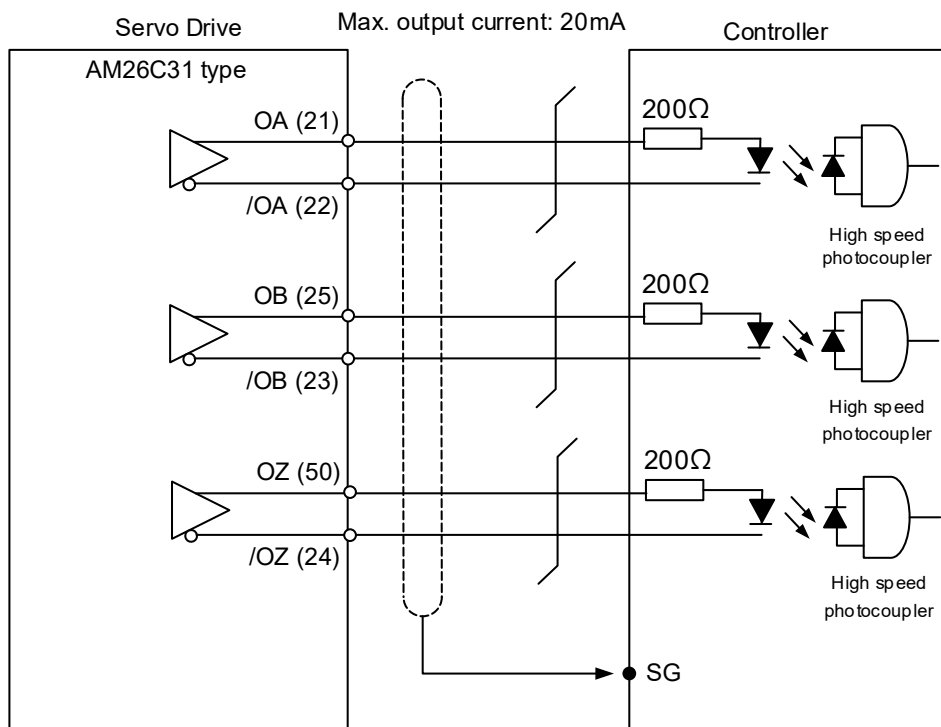 Max. output current: 20mA
Servo Drive
Controller
AM26C31 type
OA (21)
200Ω
/OA (22)
High speed
photocoupler
OB (25)
200Ω
/OB (23)
High speed
photocoupler
OZ (50)
200Ω
/OZ (24)
High speed
photocoupler
SG